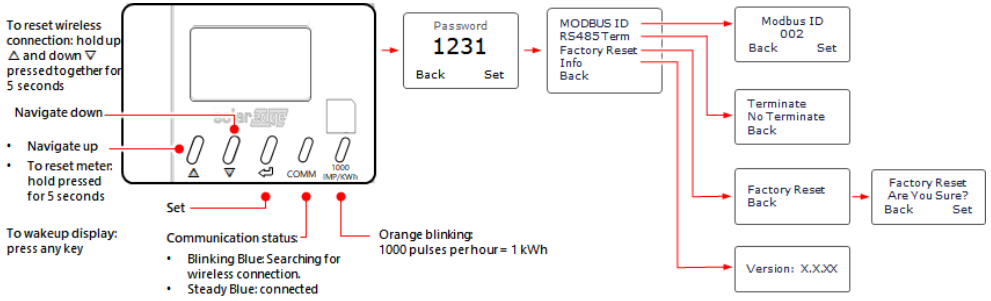 To reset wireless
connection: hold up
△ and down ▽
pressed together for
5 seconds
Navigate down
• Navigate up
• To reset meter:
hold pressed
for 5 seconds
To wakeup display:
press any key
solaredge
COMM
1000
IMP/KWh
Set
Communication status:
• Blinking Blue: Searching for
wireless connection.
• Steady Blue: connected
Orange blinking:
1000 pulses per hour = 1 kWh
Password
1231
Back Set
MODBUS ID
RS485 Term
Factory Reset
Info
Back
Modbus ID
002
Back Set
Terminate
No Terminate
Back
Factory Reset
Back
Factory Reset
Are You Sure?
Back Set
Version: X.X.XX